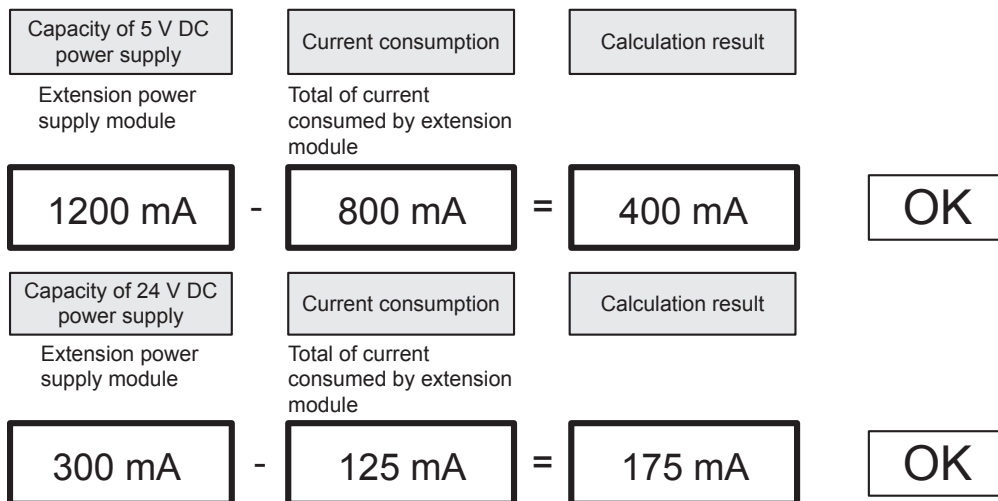 Capacity of 5 V DC
power supply
Current consumption
Calculation result
Extension power
supply module
Total of current
consumed by extension
module
1200 mA - 800 mA = 400 mA OK
Capacity of 24 V DC
power supply
Current consumption
Calculation result
Extension power
supply module
Total of current
consumed by extension
module
300 mA - 125 mA = 175 mA OK